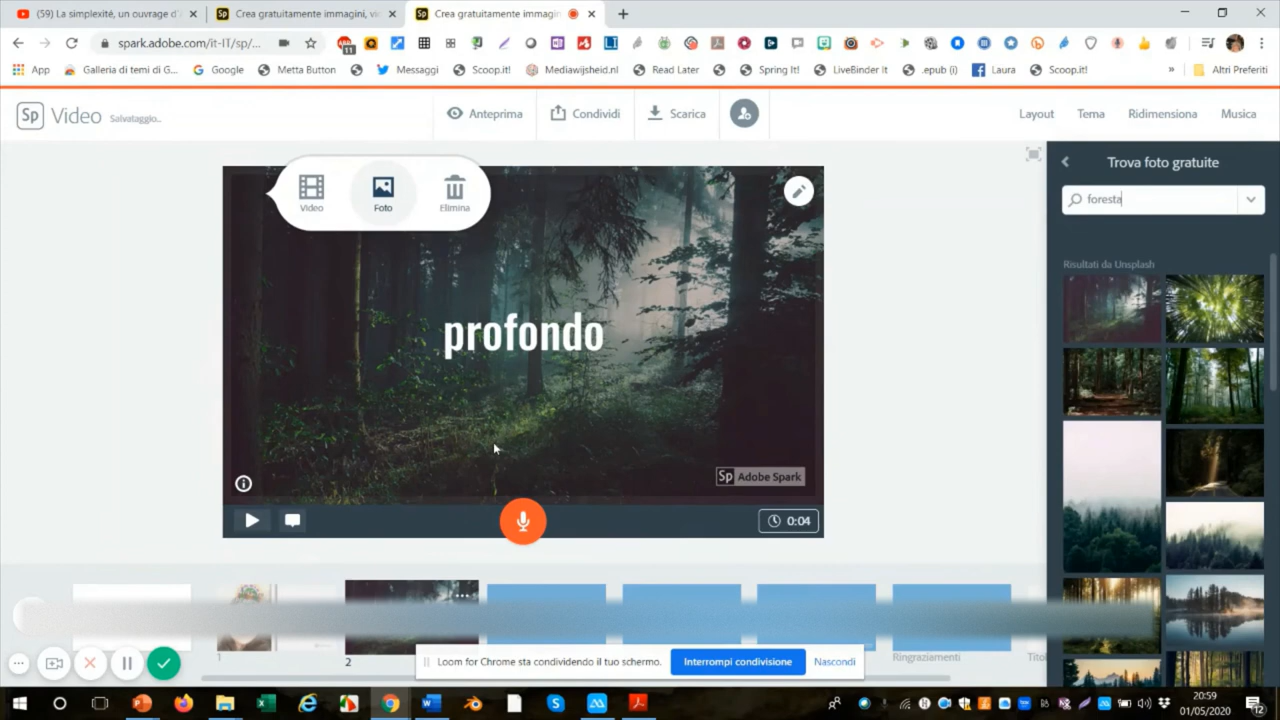 (59) La simplexité, un ouvrage d'
Crea gratuitamente immagini, vi
Crea gratuitamente immagin
spark.adobe.com/it-IT/sp/...
11
App
Galleria di temi di G...
Google
Metta Button
Messaggi
Scoop.it!
Mediawijsheid.nl
Read Later
Spring It!
LiveBinder It
.epub (i)
Laura
Scoop.it!
»
Altri Preferiti
Sp Video
Salvataggio..
Anteprima
Condividi
Scarica
Layout
Tema
Ridimensiona
Musica
Video
Foto
Elimina
Trova foto gratuite
foresta
Risultati da Unsplash
profondo
Sp Adobe Spark
0:04
1
2
Ringraziamenti
Titol
Loom for Chrome sta condividendo il tuo schermo.
Interrompi condivisione
Nascondi
20:59
01/05/2020
12